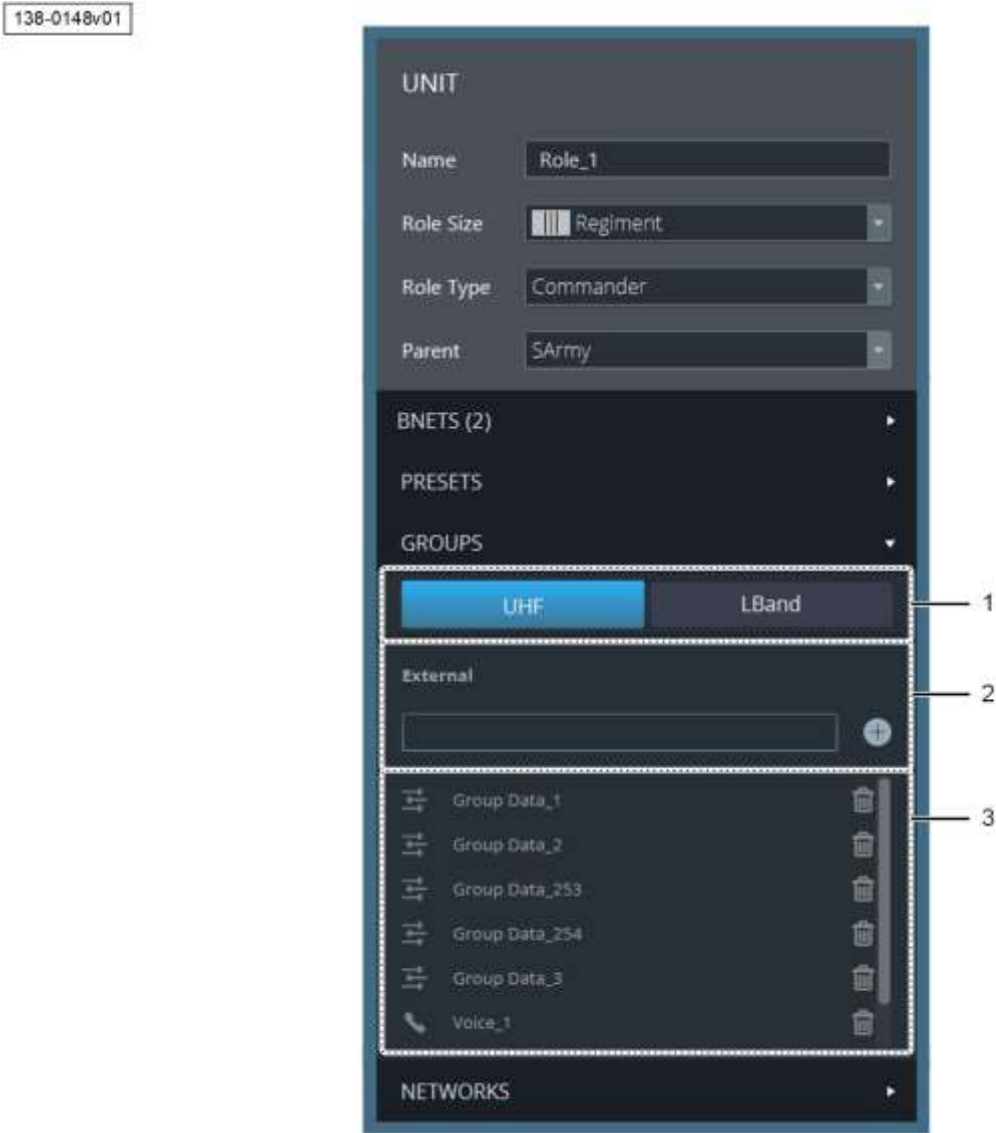 138-0148v01
UNIT
Name Role_1
Role Size Regiment
Role Type Commander
Parent SArmy
BNETS (2)
PRESETS
GROUPS
UHF LBand 1
External
2
Group Data_1
3
Group Data_2
Group Data_253
Group Data_254
Group Data_3
Voice_1
NETWORKS